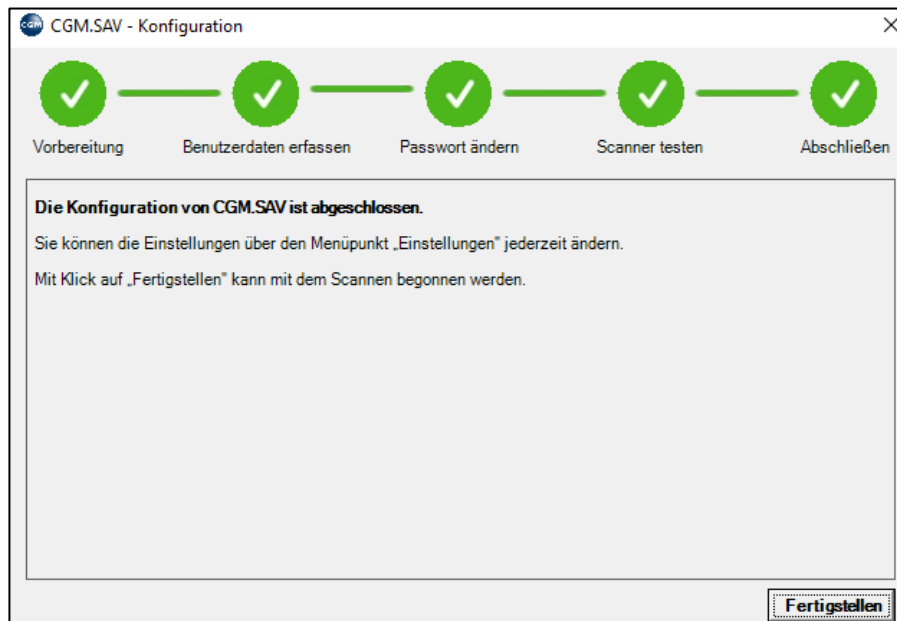 CGM
CGM.SAV - Konfiguration
Vorbereitung
Benutzerdaten erfassen
Passwort ändern
Scanner testen
Abschließen
Die Konfiguration von CGM.SAV ist abgeschlossen.
Sie können die Einstellungen über den Menüpunkt „Einstellungen" jederzeit ändern.
Mit Klick auf „Fertigstellen" kann mit dem Scannen begonnen werden.
Fertigstellen